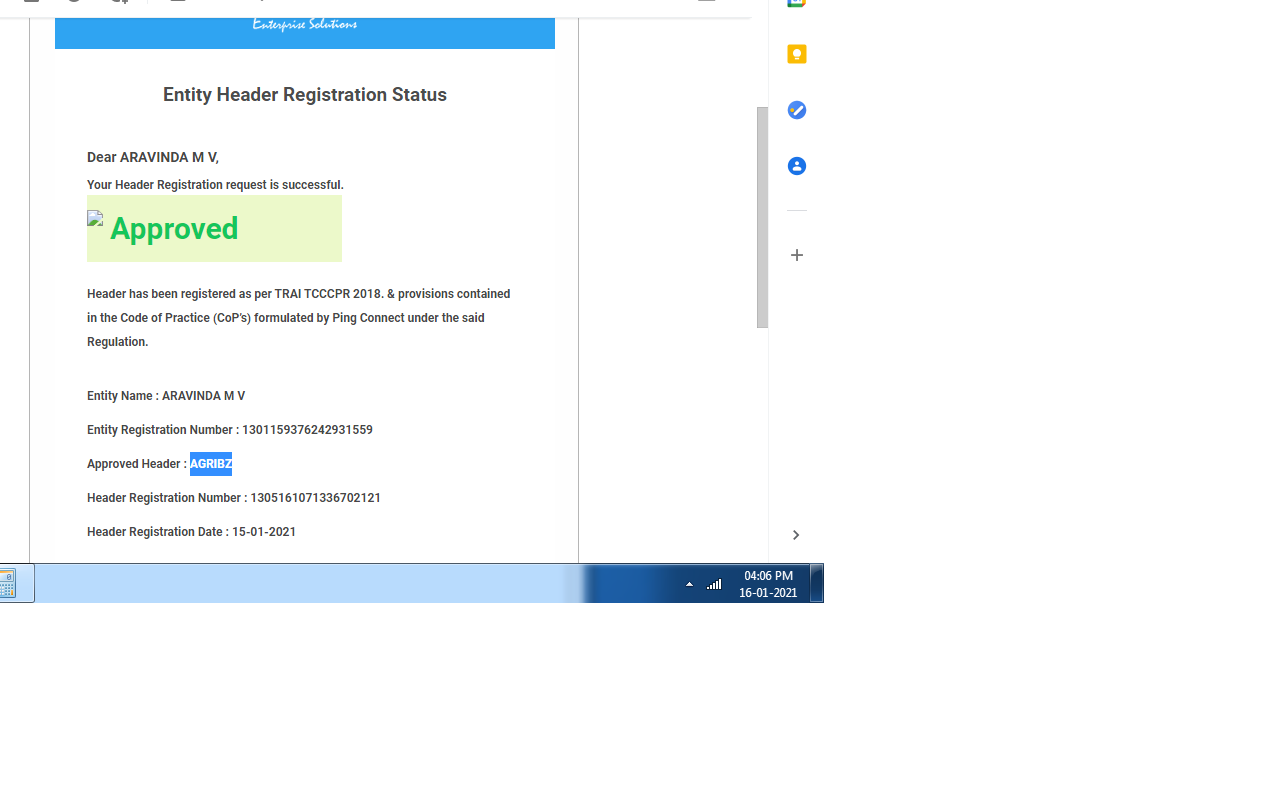 Enterprise Solutions
Entity Header Registration Status
Dear ARAVINDA M V,
Your Header Registration request is successful.
Approved
Header has been registered as per TRAI TCCCPR 2018. & provisions contained
in the Code of Practice (CoP's) formulated by Ping Connect under the said
Regulation.
Entity Name : ARAVINDA M V
Entity Registration Number : 1301159376242931559
Approved Header : AGRIBZ
Header Registration Number : 1305161071336702121
Header Registration Date : 15-01-2021
04:06 PM
16-01-2021